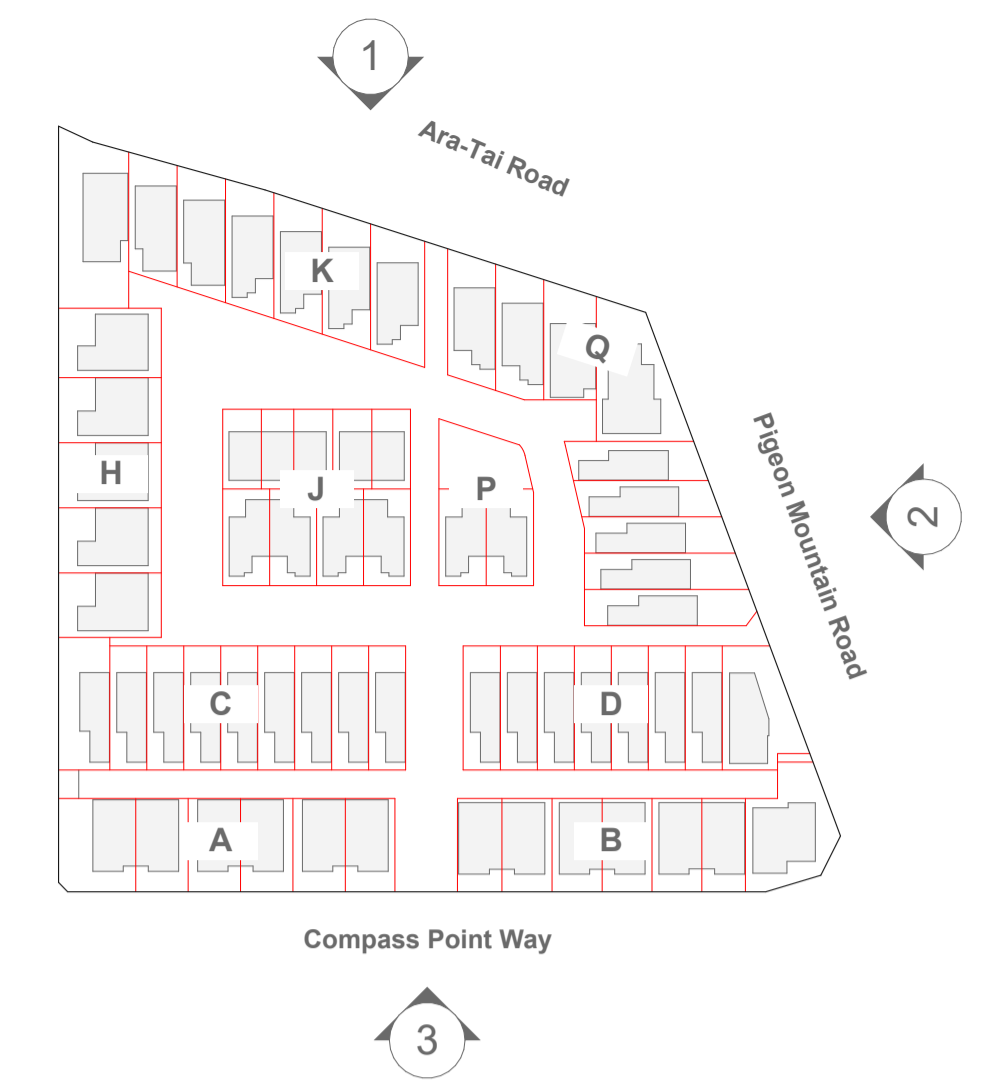 1
Ara-Tai Road
K
Q
Pigeon Mountain Road
H
J
P
2
C
D
A
B
Compass Point Way
3